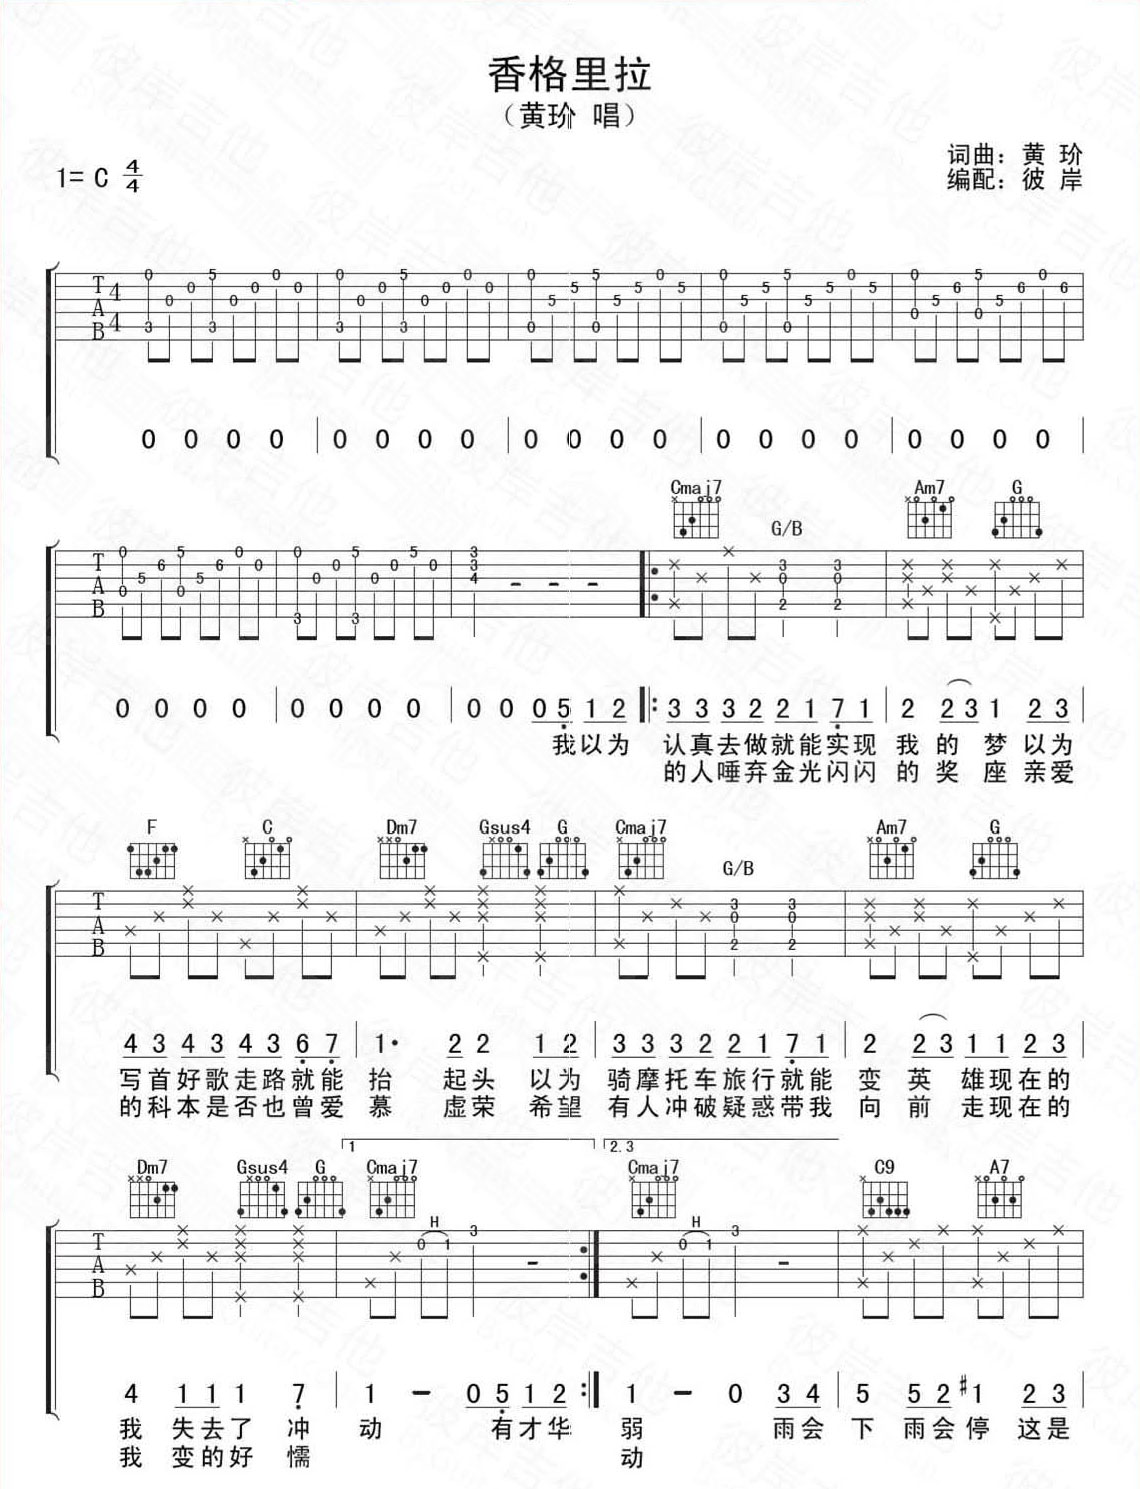 香格里拉
（黄玠 唱）
1= C 4/4
词曲：黄 玠
编配：彼 岸
T A B 4 4
0 0 0 0 0 0 0 0 0 0 0 0 0 0 0 0 0 0 0 0
Cmaj7 G/B Am7 G
0 0 0 0 0 0 0 0 0 0 0 5 1 2 3 3 3 2 2 1 7 1 2 2 3 1 2 3
我以为 认真去做就能实现 我 的 梦 以为
的人唾弃金光闪闪 的 奖 座 亲爱
F C Dm7 Gsus4 G Cmaj7 G/B Am7 G
4 3 4 3 4 3 6 7 1· 2 2 1 2 3 3 3 2 2 1 7 1 2 2 3 1 1 2 3
写首好歌走路就能 抬 起头 以为 骑摩托车旅行就能 变 英 雄现在的
的科本是否也曾爱 慕 虚荣 希望 有人冲破疑惑带我 向 前 走现在的
1 2.3
Dm7 Gsus4 G Cmaj7 Cmaj7 C9 A7
H H
4 1 1 1 7 1 - 0 5 1 2 1 - 0 3 4 5 5 2 #1 2 3
我 失去了 冲 动 有才华 弱 雨会 下 雨会停 这是
我 变的好 懦 动